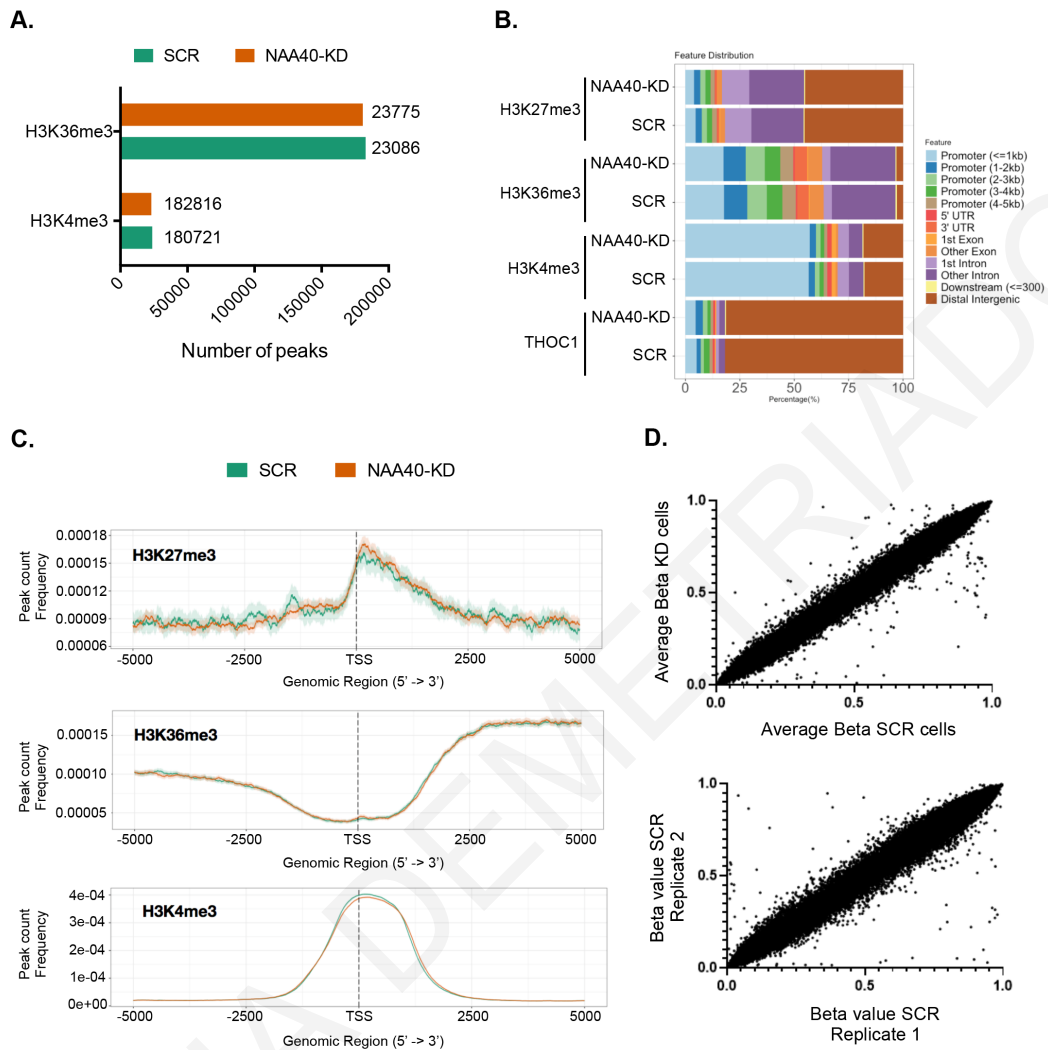 A.
SCR
NAA40-KD
H3K36me3
23775
23086
H3K4me3
182816
180721
0
50000
100000
150000
200000
Number of peaks
B.
Feature Distribution
H3K27me3
NAA40-KD
SCR
H3K36me3
NAA40-KD
SCR
H3K4me3
NAA40-KD
SCR
THOC1
NAA40-KD
SCR
0 25 50 75 100
Percentage(%)
Feature
Promoter (<=1kb)
Promoter (1-2kb)
Promoter (2-3kb)
Promoter (3-4kb)
Promoter (4-5kb)
5' UTR
3' UTR
1st Exon
Other Exon
1st Intron
Other Intron
Downstream (<=300)
Distal Intergenic
C.
SCR
NAA40-KD
Peak count
Frequency
0.00018
0.00015
0.00012
0.00009
0.00006
H3K27me3
-5000 -2500 TSS 2500 5000
Genomic Region (5' -> 3')
Peak count
Frequency
0.00015
0.00010
0.00005
H3K36me3
-5000 -2500 TSS 2500 5000
Genomic Region (5' -> 3')
Peak count
Frequency
4e-04
3e-04
2e-04
1e-04
0e+00
H3K4me3
-5000 -2500 TSS 2500 5000
Genomic Region (5' -> 3')
D.
Average Beta KD cells
1.0
0.5
0.0
0.0 0.5 1.0
Average Beta SCR cells
Beta value SCR
Replicate 2
1.0
0.5
0.0
0.0 0.5 1.0
Beta value SCR
Replicate 1
A DEMETRIADO